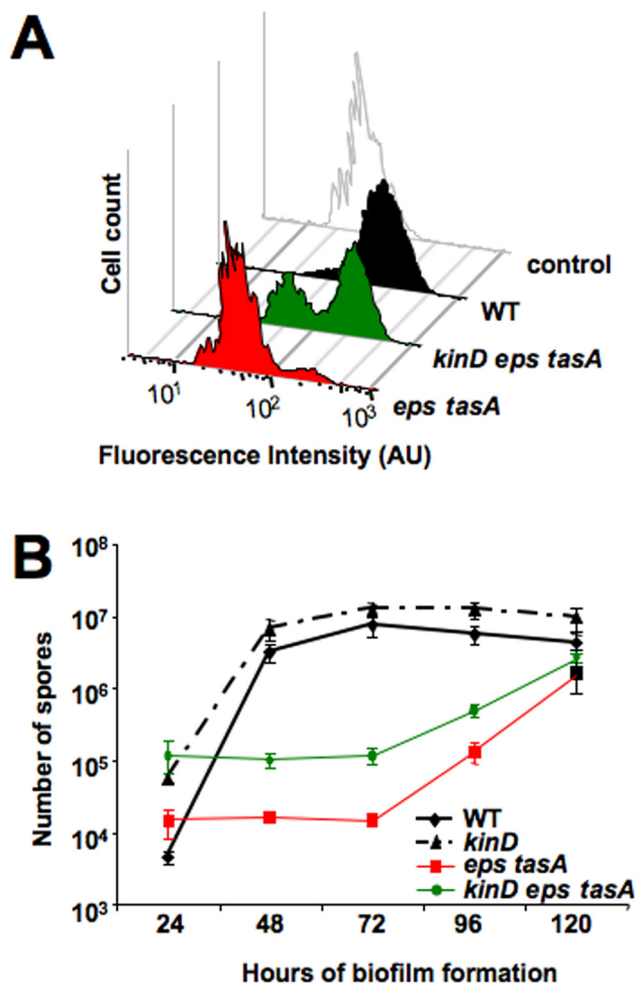 A
Cell count
control
WT
kinD eps tasA
eps tasA
10¹ 10² 10³
Fluorescence Intensity (AU)
B
Number of spores
10⁸
10⁷
10⁶
10⁵
10⁴
10³
WT
kinD
eps tasA
kinD eps tasA
24 48 72 96 120
Hours of biofilm formation